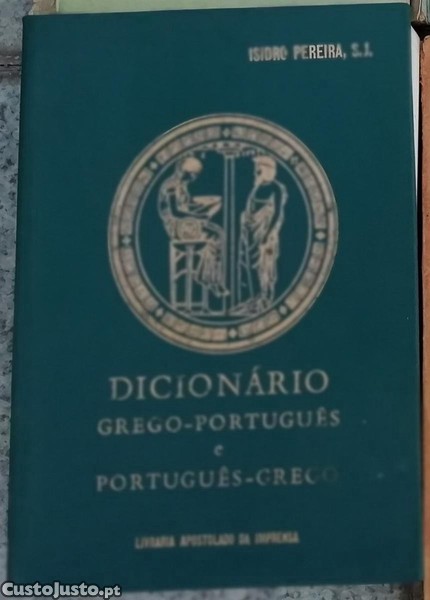 ISIDRO PEREIRA, S.J.
DICIONÁRIO
GREGO-PORTUGUÊS
e
PORTUGUÊS-GREGO
LIVRARIA APOSTOLADO DA IMPRENSA
CustoJusto.pt